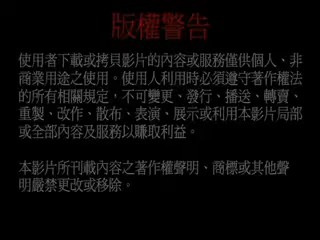 版權警告
使用者下載或拷貝影片的內容或服務僅供個人、非
商業用途之使用。使用人利用時必須遵守著作權法
的所有相關規定,不可變更、發行、播送、轉賣、
重製、改作、散布、表演、展示或利用本影片局部
或全部內容及服務以賺取利益。
本影片所刊載內容之著作權聲明、商標或其他聲
明嚴禁更改或移除。